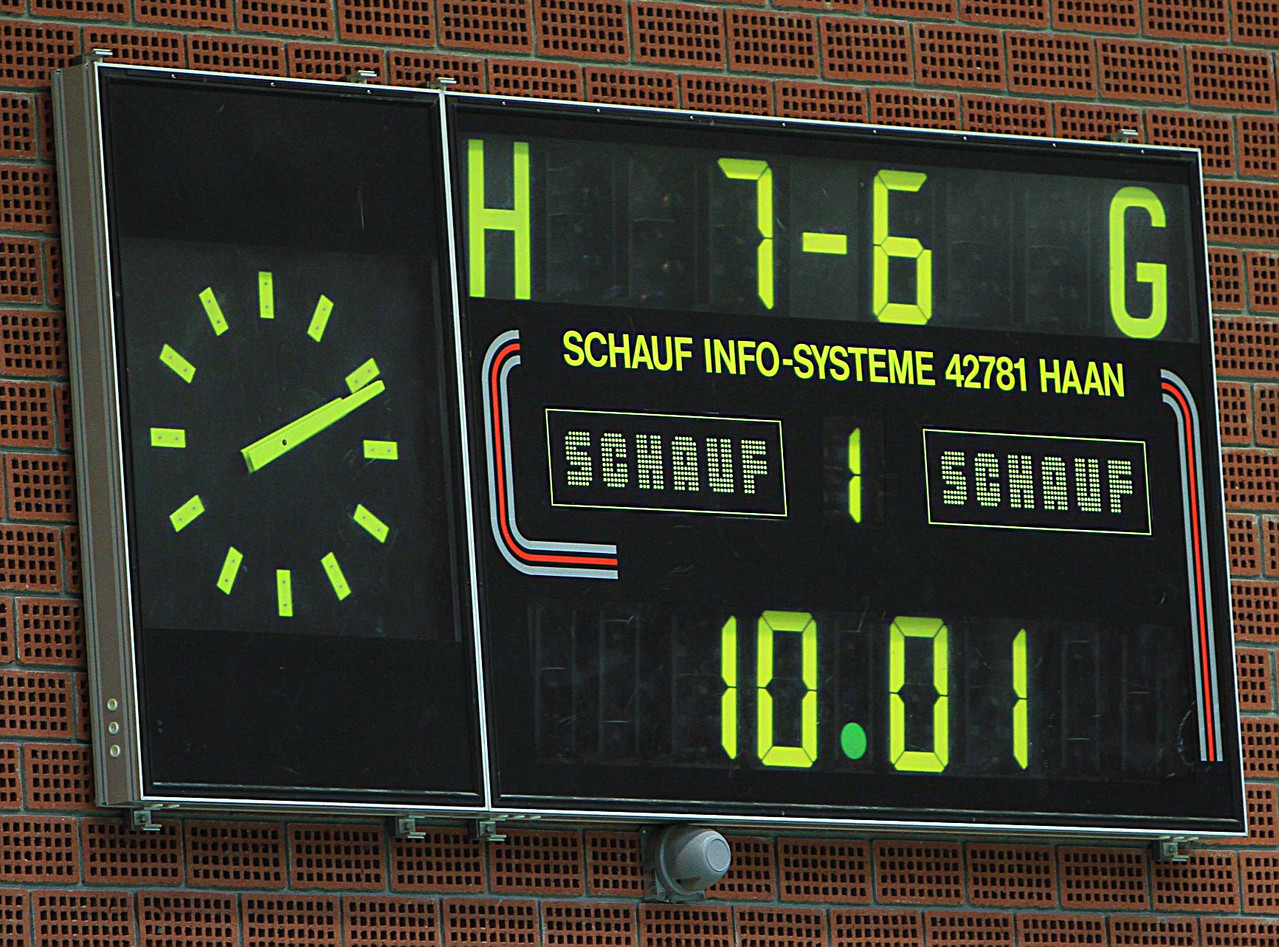 H 7-6 G
SCHAUF INFO-SYSTEME 42781 HAAN
SCHAUF 1 SCHAUF
10.01